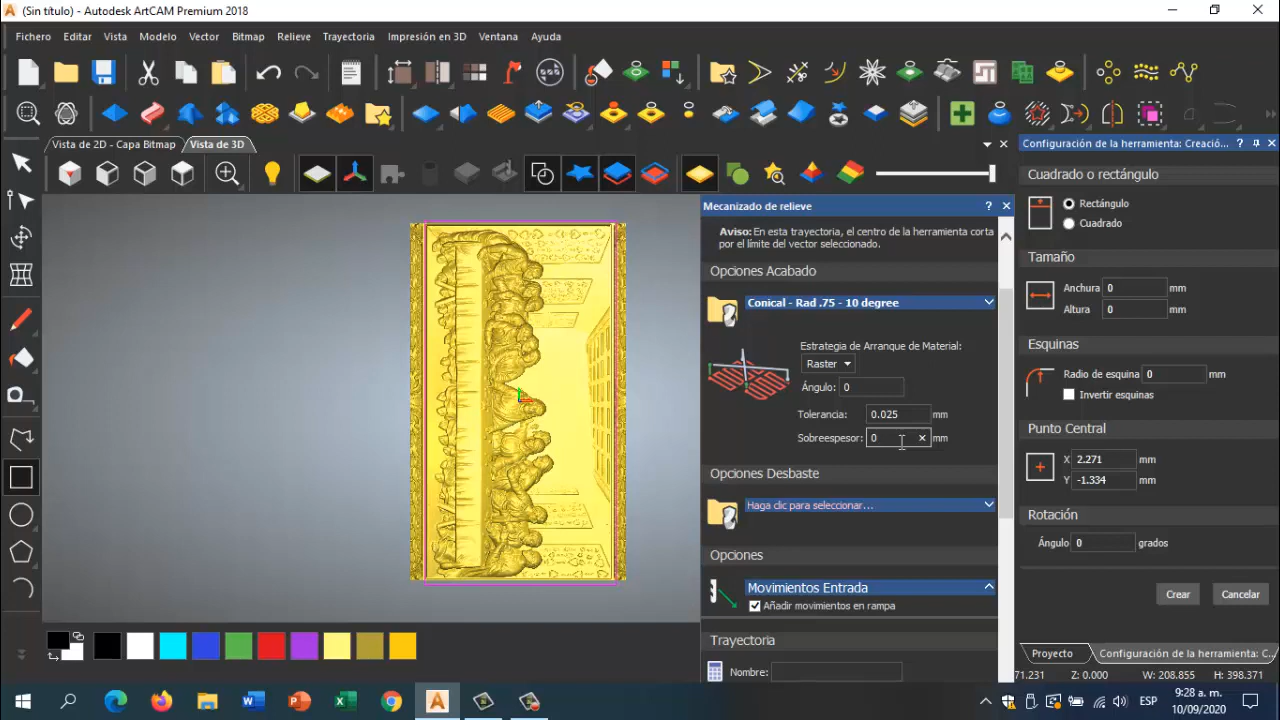 (Sin título) - Autodesk ArtCAM Premium 2018
Fichero Editar Vista Modelo Vector Bitmap Relieve Trayectoria Impresión en 3D Ventana Ayuda
Vista de 2D - Capa Bitmap Vista de 3D
Configuración de la herramienta: Creació...
Cuadrado o rectángulo
Rectángulo
Cuadrado
Tamaño
Anchura 0 mm
Altura 0 mm
Esquinas
Radio de esquina 0 mm
Invertir esquinas
Punto Central
X 2.271 mm
Y -1.334 mm
Rotación
Ángulo 0 grados
Crear Cancelar
Proyecto Configuración de la herramienta: C...
Mecanizado de relieve
Aviso: En esta trayectoria, el centro de la herramienta corta
por el límite del vector seleccionado.
Opciones Acabado
Conical - Rad .75 - 10 degree
Estrategia de Arranque de Material:
Raster
Ángulo: 0
Tolerancia: 0.025 mm
Sobreespesor: 0 mm
Opciones Desbaste
Haga clic para seleccionar...
Opciones
Movimientos Entrada
Añadir movimientos en rampa
Trayectoria
Nombre:
71.231 Z: 0.000 W: 208.855 H: 398.371
ESP
9:28 a. m.
10/09/2020